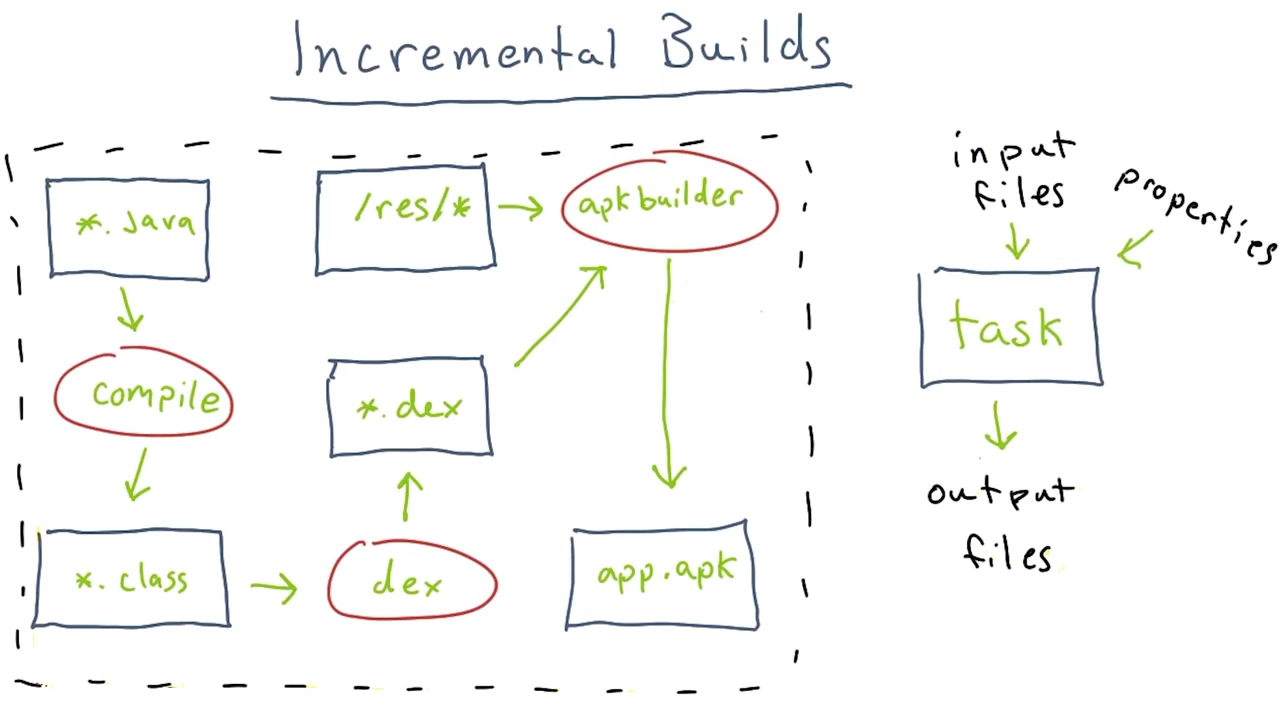 Incremental Builds
*.java
/res/*
apkbuilder
compile
*.dex
*.class
dex
app.apk
input
files
properties
task
output
files